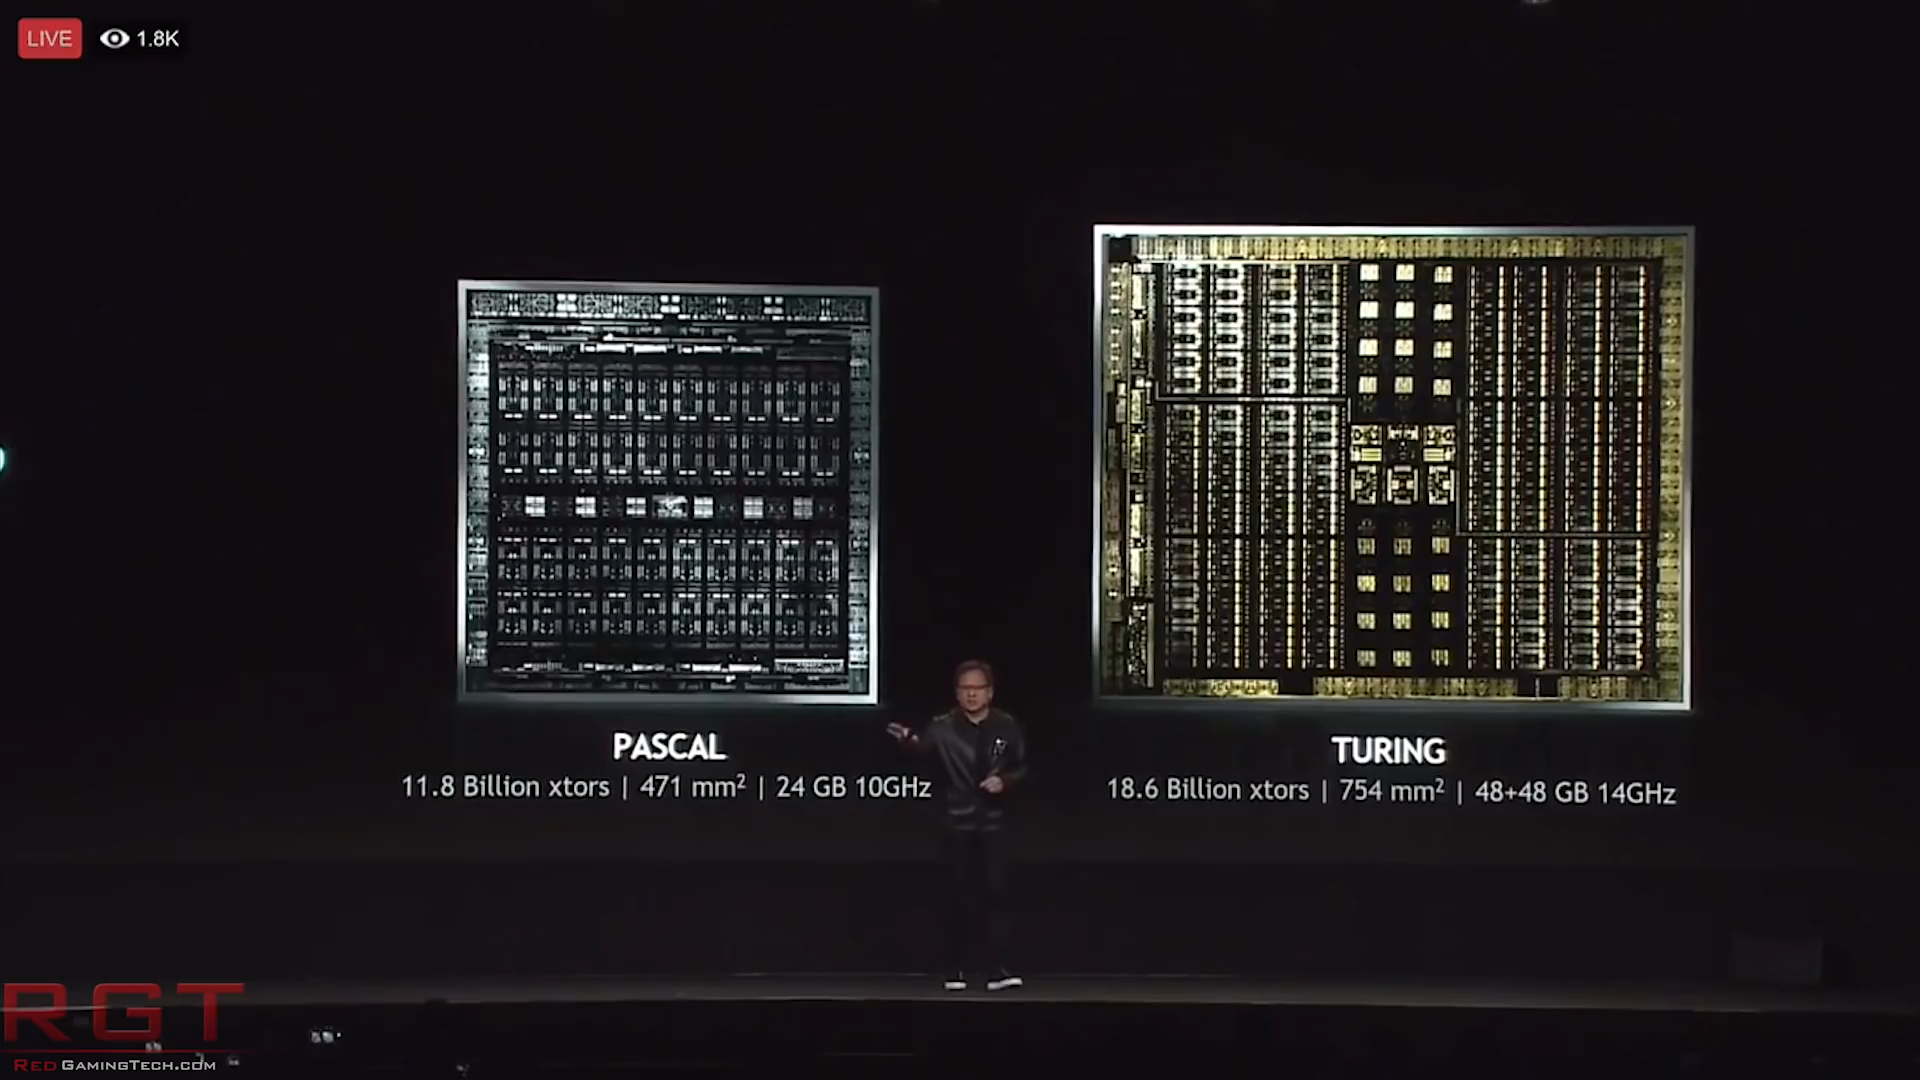 LIVE 1.8K
PASCAL
11.8 Billion xtors | 471 mm² | 24 GB 10GHz
TURING
18.6 Billion xtors | 754 mm² | 48+48 GB 14GHz
RGT
REDGAMINGTECH.COM